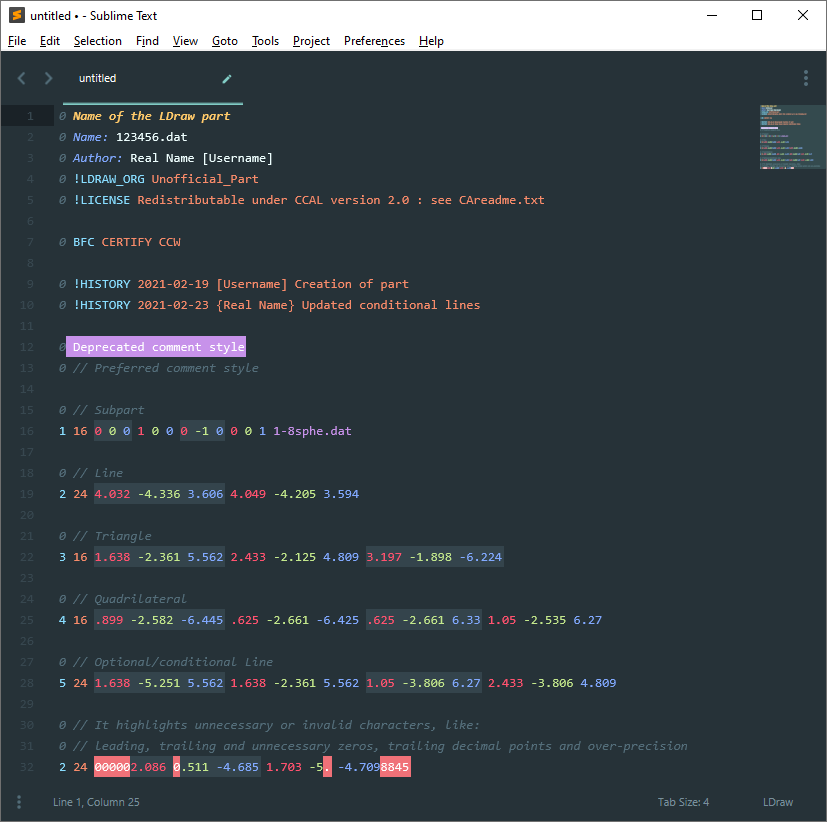 untitled • - Sublime Text
File Edit Selection Find View Goto Tools Project Preferences Help
untitled
1 0 Name of the LDraw part
2 0 Name: 123456.dat
3 0 Author: Real Name [Username]
4 0 !LDRAW_ORG Unofficial_Part
5 0 !LICENSE Redistributable under CCAL version 2.0 : see CAreadme.txt
6
7 0 BFC CERTIFY CCW
8
9 0 !HISTORY 2021-02-19 [Username] Creation of part
10 0 !HISTORY 2021-02-23 {Real Name} Updated conditional lines
11
12 0 Deprecated comment style
13 0 // Preferred comment style
14
15 0 // Subpart
16 1 16 0 0 0 1 0 0 0 -1 0 0 0 1 1-8sphe.dat
17
18 0 // Line
19 2 24 4.032 -4.336 3.606 4.049 -4.205 3.594
20
21 0 // Triangle
22 3 16 1.638 -2.361 5.562 2.433 -2.125 4.809 3.197 -1.898 -6.224
23
24 0 // Quadrilateral
25 4 16 .899 -2.582 -6.445 .625 -2.661 -6.425 .625 -2.661 6.33 1.05 -2.535 6.27
26
27 0 // Optional/conditional Line
28 5 24 1.638 -5.251 5.562 1.638 -2.361 5.562 1.05 -3.806 6.27 2.433 -3.806 4.809
29
30 0 // It highlights unnecessary or invalid characters, like:
31 0 // leading, trailing and unnecessary zeros, trailing decimal points and over-precision
32 2 24 000002.086 0.511 -4.685 1.703 -5. -4.7098845
Line 1, Column 25 Tab Size: 4 LDraw